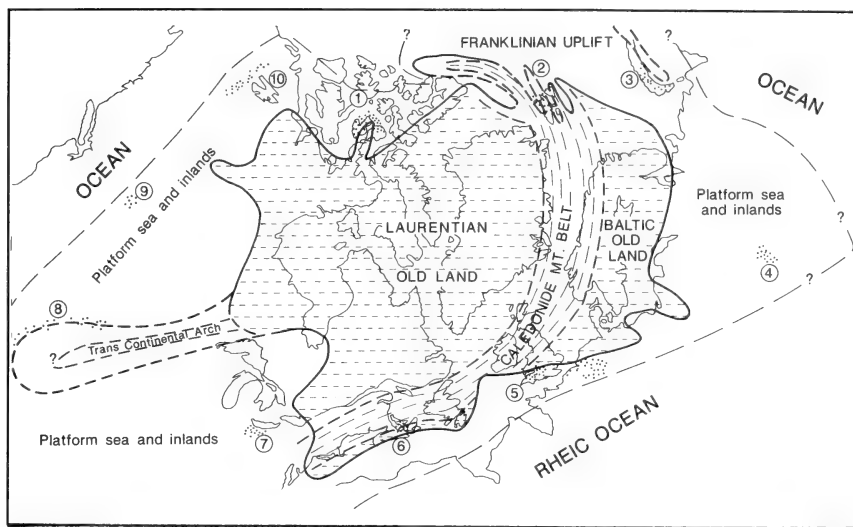 ?
FRANKLINIAN UPLIFT
?
②
③
⑩
①
OCEAN
OCEAN
⑨
Platform sea and inlands
Platform sea
and inlands
?
④
?
LAURENTIAN
OLD LAND
BALTIC
OLD
LAND
CALEDONIDE MT. BELT
⑧
?
Trans Continental Arch
⑤
RHEIC OCEAN
Platform sea and inlands
⑦
⑥